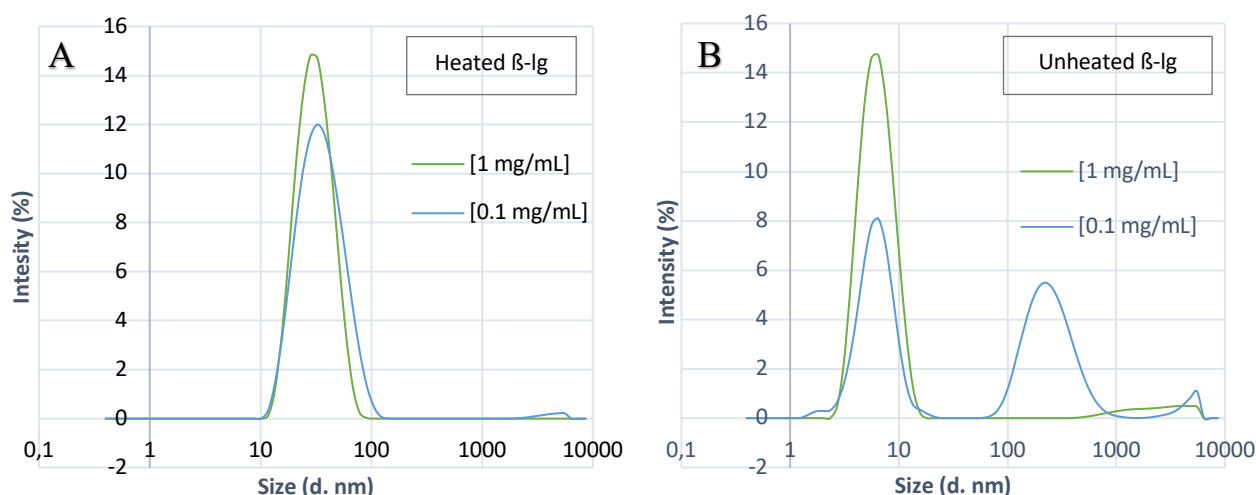 A
Heated ß-lg
16
14
12
10
8
6
4
2
0
-2
Intesity (%)
[1 mg/mL]
[0.1 mg/mL]
0,1
1
10
100
1000
10000
Size (d. nm)
B
Unheated ß-lg
16
14
12
10
8
6
4
2
0
-2
Intensity (%)
[1 mg/mL]
[0.1 mg/mL]
0,1
1
10
100
1000
10000
Size (d. nm)